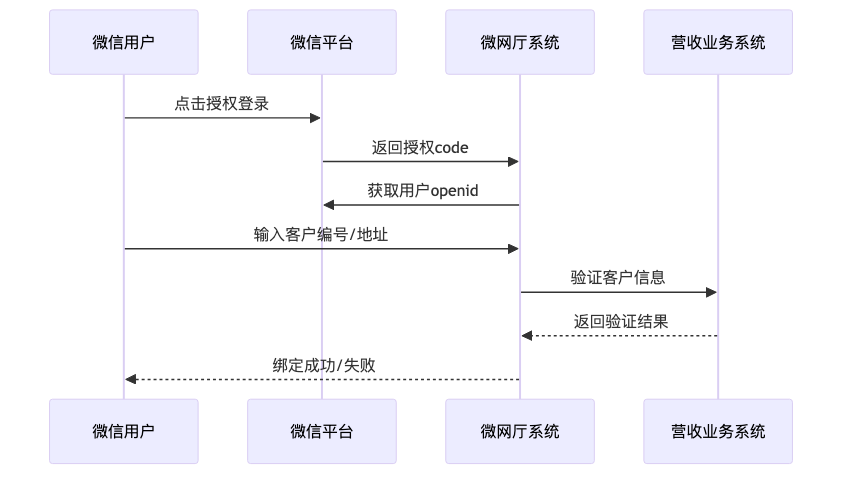 微信用户
微信平台
微网厅系统
营收业务系统
点击授权登录
返回授权code
获取用户openid
输入客户编号/地址
验证客户信息
返回验证结果
绑定成功/失败
微信用户
微信平台
微网厅系统
营收业务系统